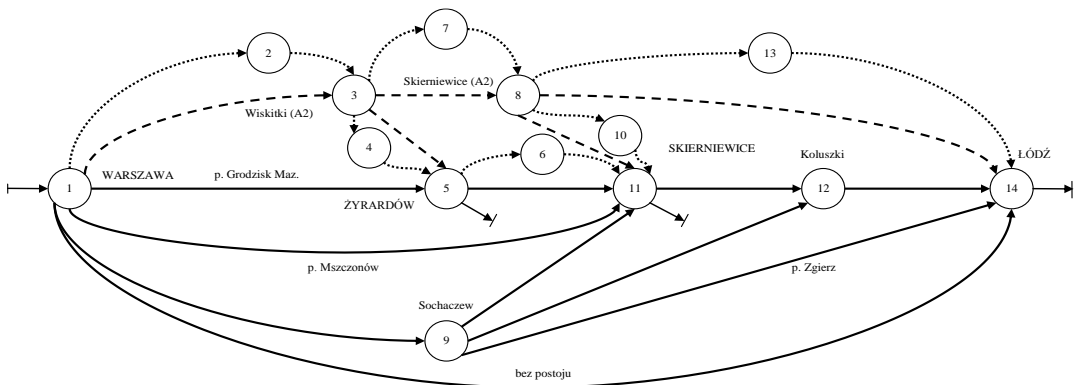 7
2
13
Skierniewice (A2)
3
8
Wiskitki (A2)
10
4
SKIERNIEWICE
6
Koluszki
ŁÓDŹ
WARSZAWA
p. Grodzisk Maz.
1
5
11
12
14
ŻYRARDÓW
p. Mszczonów
p. Zgierz
Sochaczew
9
bez postoju